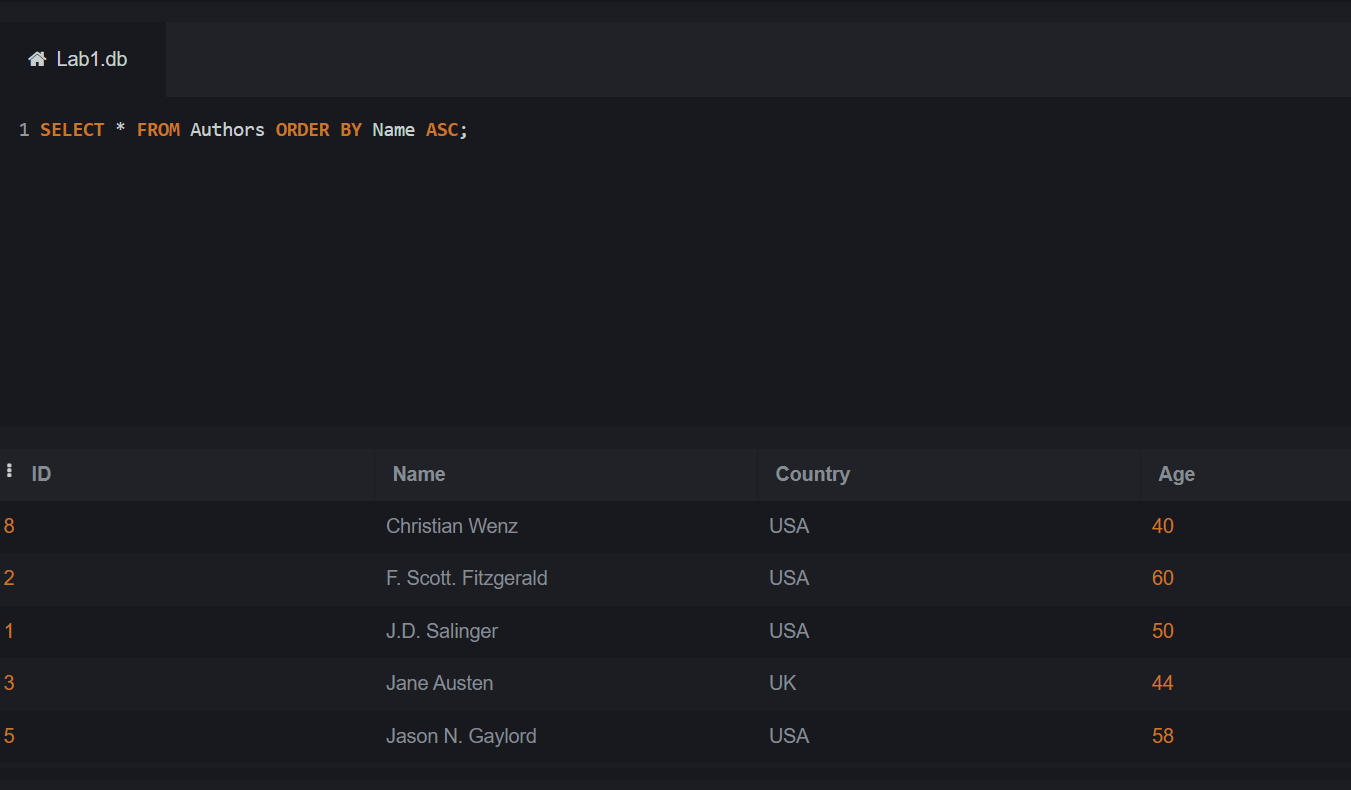 Lab1.db
1 SELECT * FROM Authors ORDER BY Name ASC;
ID Name Country Age
8 Christian Wenz USA 40
2 F. Scott. Fitzgerald USA 60
1 J.D. Salinger USA 50
3 Jane Austen UK 44
5 Jason N. Gaylord USA 58